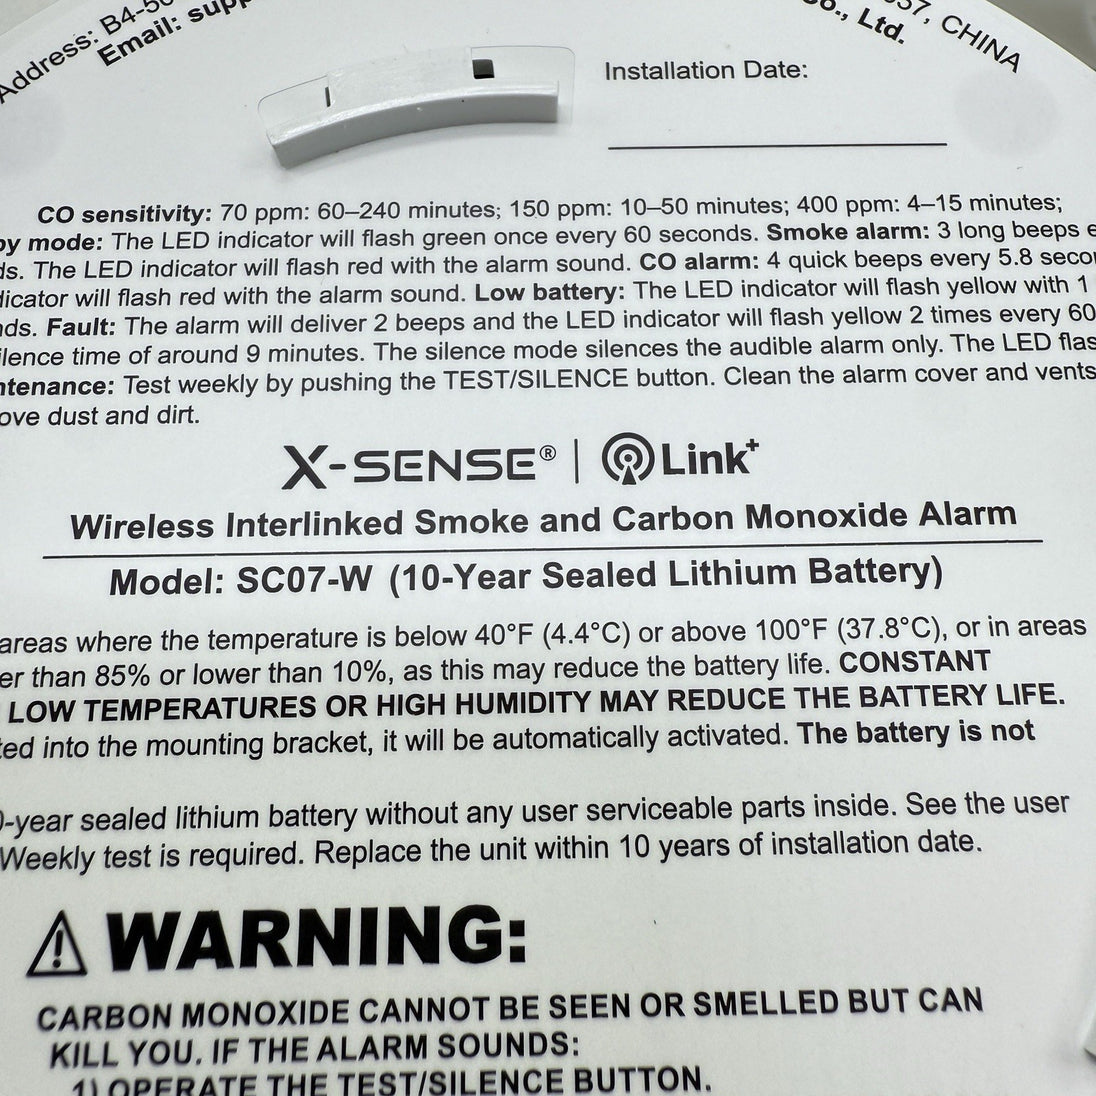 Address: B4-50
Email: supp
o., Ltd.
57, CHINA
Installation Date:
CO sensitivity: 70 ppm: 60–240 minutes; 150 ppm: 10–50 minutes; 400 ppm: 4–15 minutes;
by mode: The LED indicator will flash green once every 60 seconds. Smoke alarm: 3 long beeps e
ds. The LED indicator will flash red with the alarm sound. CO alarm: 4 quick beeps every 5.8 secon
dicator will flash red with the alarm sound. Low battery: The LED indicator will flash yellow with 1
nds. Fault: The alarm will deliver 2 beeps and the LED indicator will flash yellow 2 times every 60
ilence time of around 9 minutes. The silence mode silences the audible alarm only. The LED flas
ntenance: Test weekly by pushing the TEST/SILENCE button. Clean the alarm cover and vents
ove dust and dirt.
X-SENSE® | Link+
Wireless Interlinked Smoke and Carbon Monoxide Alarm
Model: SC07-W (10-Year Sealed Lithium Battery)
areas where the temperature is below 40°F (4.4°C) or above 100°F (37.8°C), or in areas
er than 85% or lower than 10%, as this may reduce the battery life. CONSTANT
LOW TEMPERATURES OR HIGH HUMIDITY MAY REDUCE THE BATTERY LIFE.
ted into the mounting bracket, it will be automatically activated. The battery is not
0-year sealed lithium battery without any user serviceable parts inside. See the user
Weekly test is required. Replace the unit within 10 years of installation date.
WARNING:
CARBON MONOXIDE CANNOT BE SEEN OR SMELLED BUT CAN
KILL YOU. IF THE ALARM SOUNDS:
1) OPERATE THE TEST/SILENCE BUTTON.